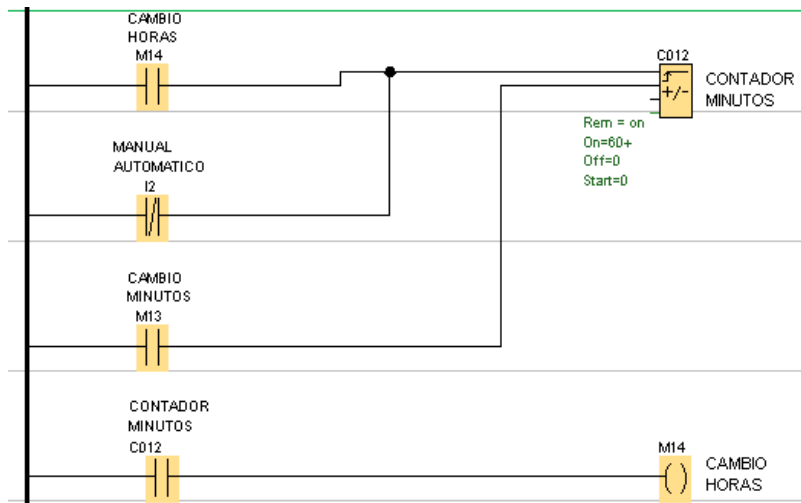 CAMBIO
HORAS
M14
C012
+/-
CONTADOR
MINUTOS
Rem = on
On=60+
Off=0
Start=0
MANUAL
AUTOMATICO
I2
CAMBIO
MINUTOS
M13
CONTADOR
MINUTOS
C012
M14
CAMBIO
HORAS